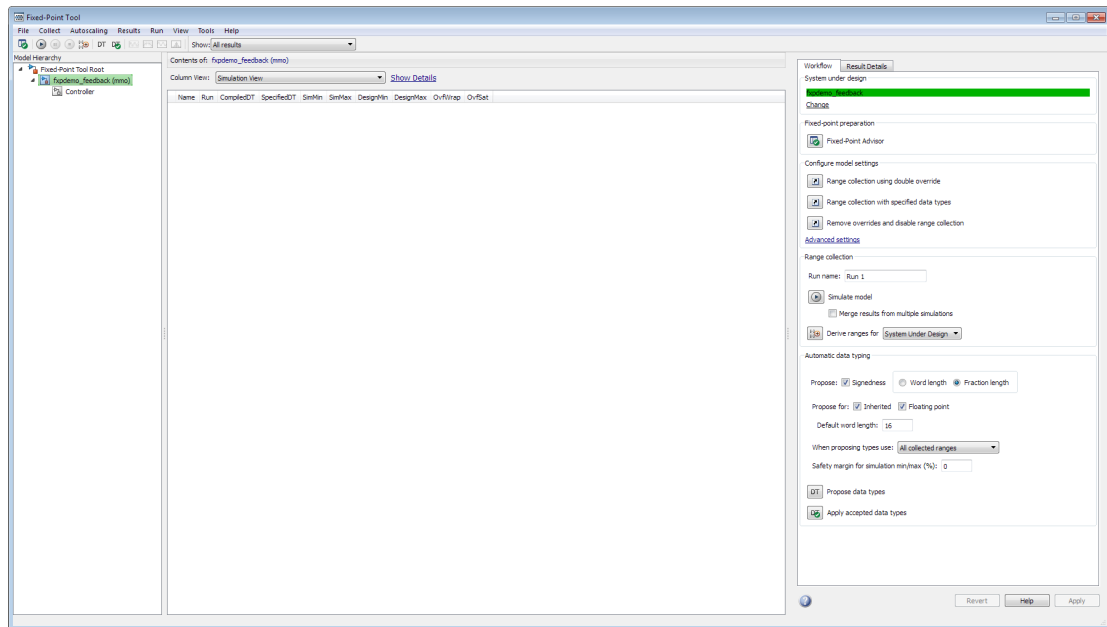 Fixed-Point Tool
File Collect Autoscaling Results Run View Tools Help
DT Show: All results
Model Hierarchy
Fixed-Point Tool Root
fxpdemo_feedback (mmo)
Controller
Contents of: fxpdemo_feedback (mmo)
Column View: Simulation View Show Details
Name Run CompiledDT SpecifiedDT SimMin SimMax DesignMin DesignMax OvfWrap OvfSat
Workflow Result Details
System under design
fxpdemo_feedback
Change
Fixed-point preparation
Fixed-Point Advisor
Configure model settings
Range collection using double override
Range collection with specified data types
Remove overrides and disable range collection
Advanced settings
Range collection
Run name: Run 1
Simulate model
Merge results from multiple simulations
Derive ranges for System Under Design
Automatic data typing
Propose: Signedness Word length Fraction length
Propose for: Inherited Floating point
Default word length: 16
When proposing types use: All collected ranges
Safety margin for simulation min/max (%): 0
DT Propose data types
Apply accepted data types
Revert Help Apply